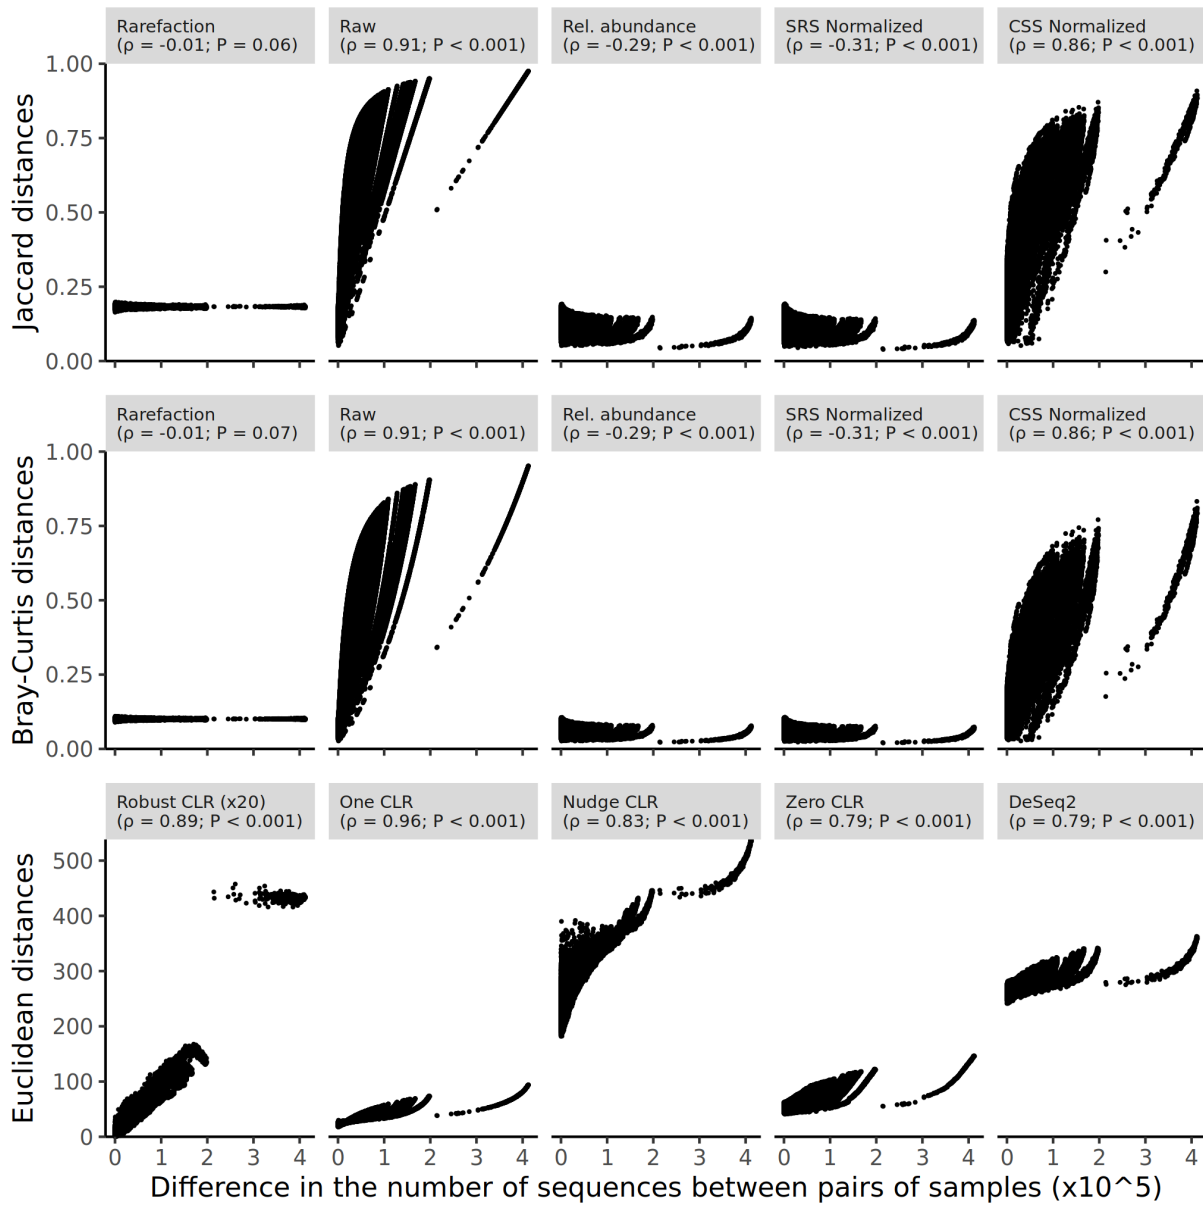 Rarefaction
(ρ = -0.01; P = 0.06)
Raw
(ρ = 0.91; P < 0.001)
Rel. abundance
(ρ = -0.29; P < 0.001)
SRS Normalized
(ρ = -0.31; P < 0.001)
CSS Normalized
(ρ = 0.86; P < 0.001)
Jaccard distances
1.00
0.75
0.50
0.25
0.00
Rarefaction
(ρ = -0.01; P = 0.07)
Raw
(ρ = 0.91; P < 0.001)
Rel. abundance
(ρ = -0.29; P < 0.001)
SRS Normalized
(ρ = -0.31; P < 0.001)
CSS Normalized
(ρ = 0.86; P < 0.001)
Bray-Curtis distances
1.00
0.75
0.50
0.25
0.00
Robust CLR (x20)
(ρ = 0.89; P < 0.001)
One CLR
(ρ = 0.96; P < 0.001)
Nudge CLR
(ρ = 0.83; P < 0.001)
Zero CLR
(ρ = 0.79; P < 0.001)
DeSeq2
(ρ = 0.79; P < 0.001)
Euclidean distances
500
400
300
200
100
0
0 1 2 3 4
0 1 2 3 4
0 1 2 3 4
0 1 2 3 4
0 1 2 3 4
Difference in the number of sequences between pairs of samples (x10^5)